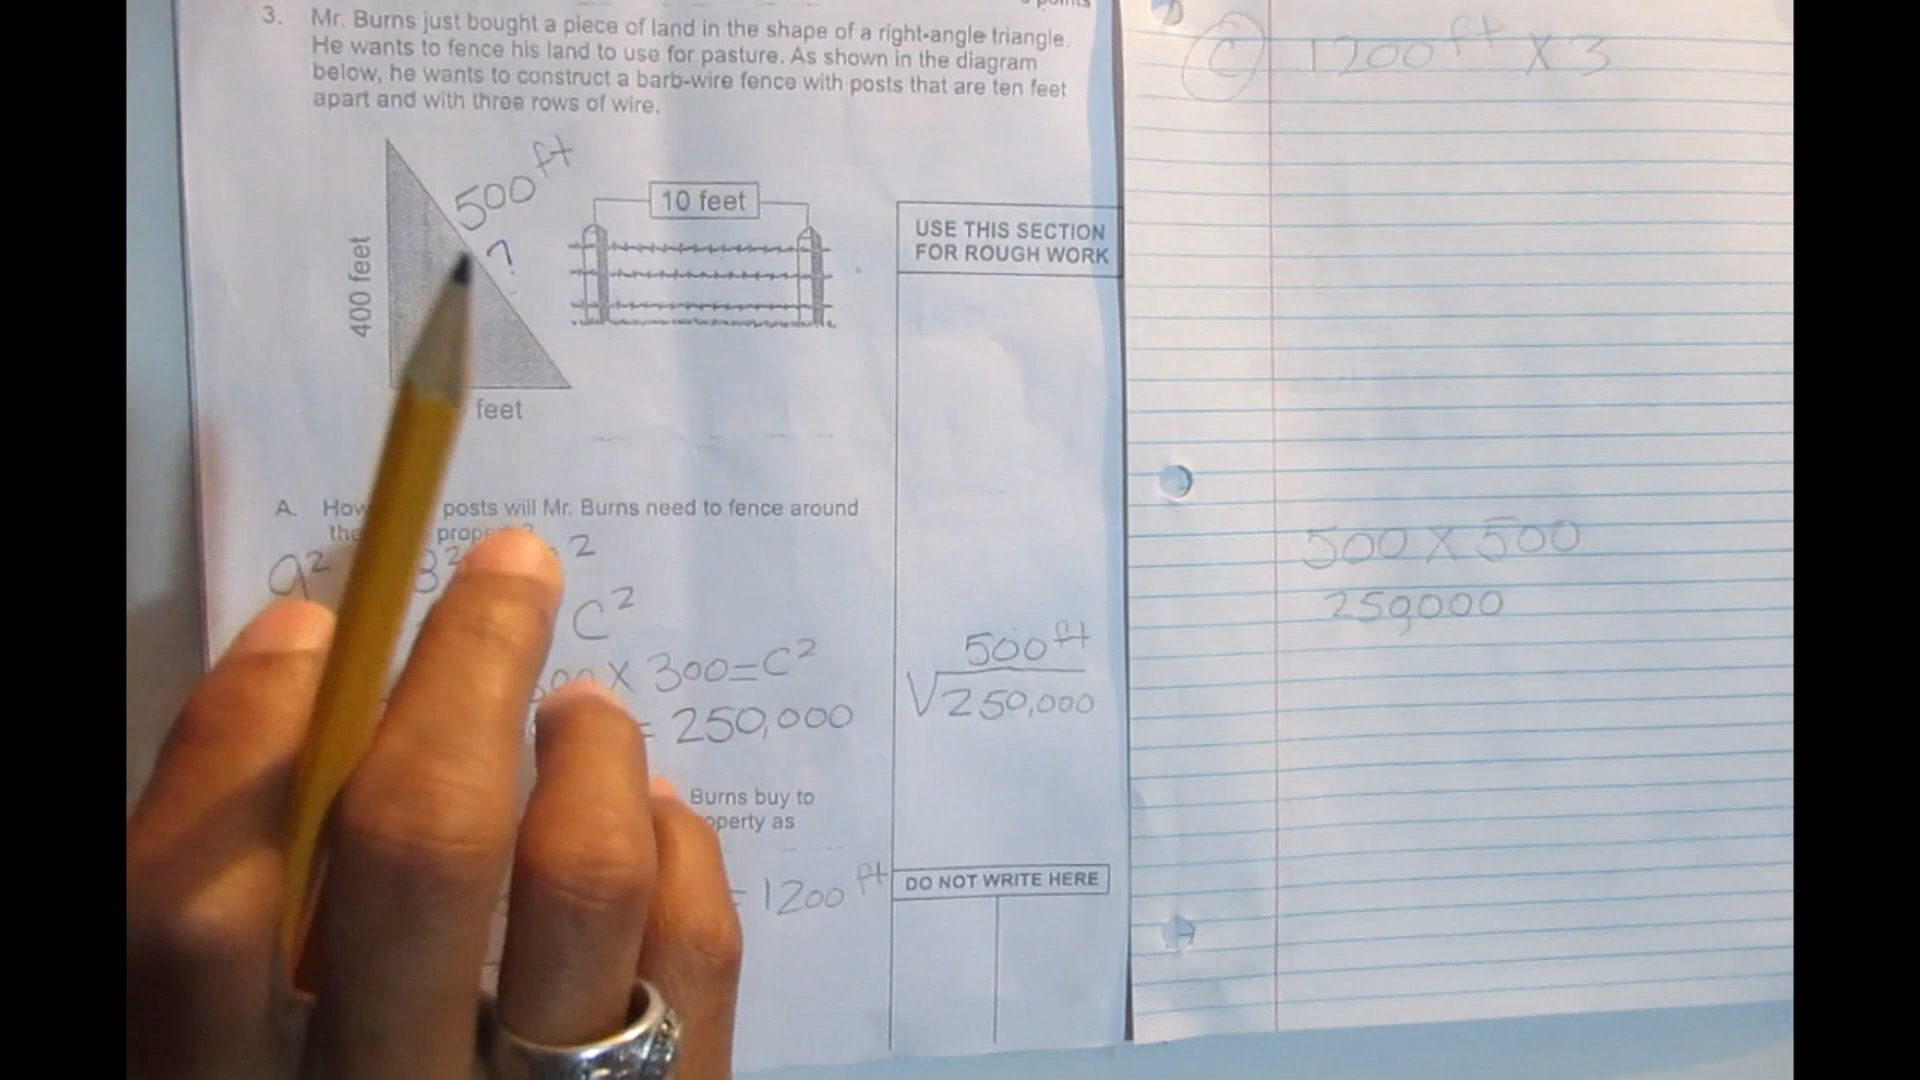 3. Mr. Burns just bought a piece of land in the shape of a right-angle triangle.
He wants to fence his land to use for pasture. As shown in the diagram
below, he wants to construct a barb-wire fence with posts that are ten feet
apart and with three rows of wire.
500 ft
?
400 feet
feet
10 feet
USE THIS SECTION
FOR ROUGH WORK
A. How posts will Mr. Burns need to fence around
the
2
C²
X 300=C²
= 250,000
500 ft
√250,000
Burns buy to
as
= 1200 ft
DO NOT WRITE HERE
C 1200 ft X 3
500 X 500
250,000